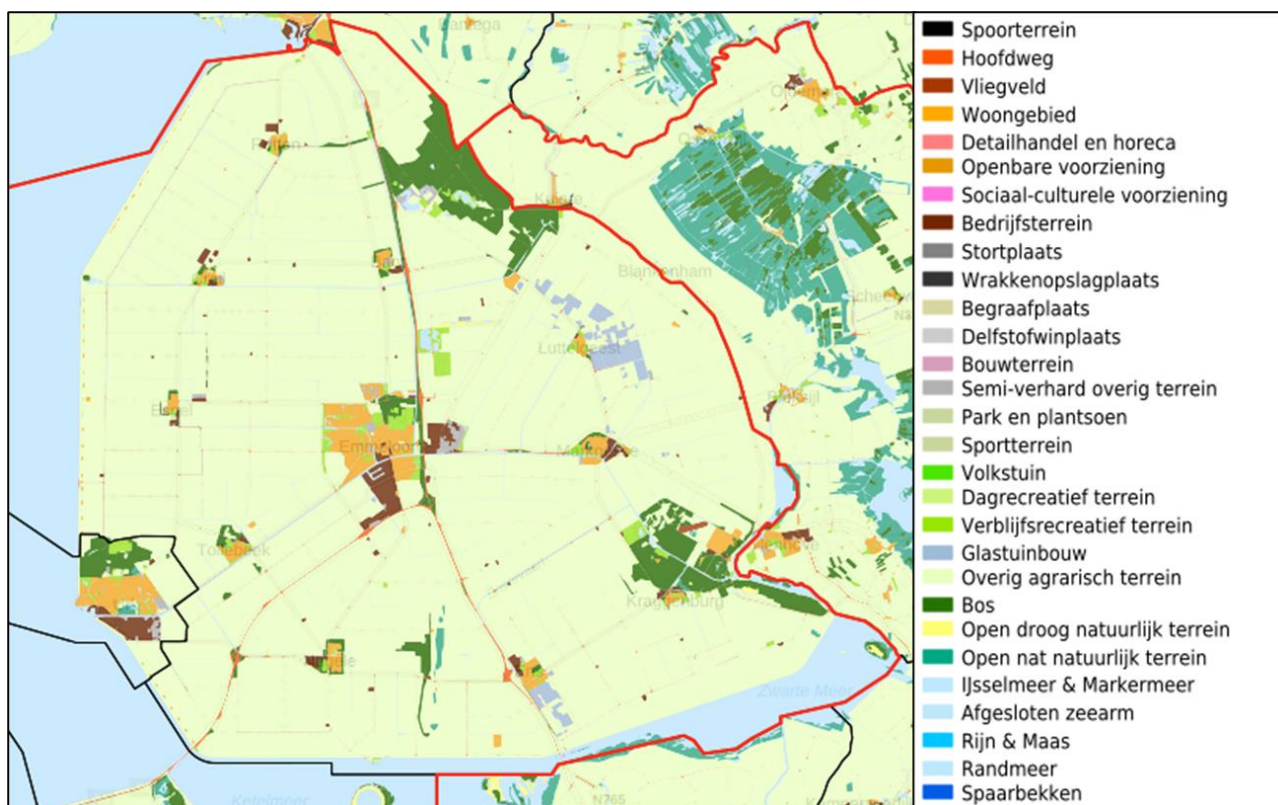 Spoorterrein
Hoofdweg
Vliegveld
Woongebied
Detailhandel en horeca
Openbare voorziening
Sociaal-culturele voorziening
Bedrijfsterrein
Stortplaats
Wrakkenopslagplaats
Begraafplaats
Delfstofwinplaats
Bouwterrein
Semi-verhard overig terrein
Park en plantsoen
Sportterrein
Volkstuin
Dagrecreatief terrein
Verblijfsrecreatief terrein
Glastuinbouw
Overig agrarisch terrein
Bos
Open droog natuurlijk terrein
Open nat natuurlijk terrein
IJsselmeer & Markermeer
Afgesloten zeearm
Rijn & Maas
Randmeer
Spaarbekken
Blankenham
Luttelgeest
Emmeloord
Tollebeek
Kraggenburg
Zwarte Meer
Ketelmeer
N765